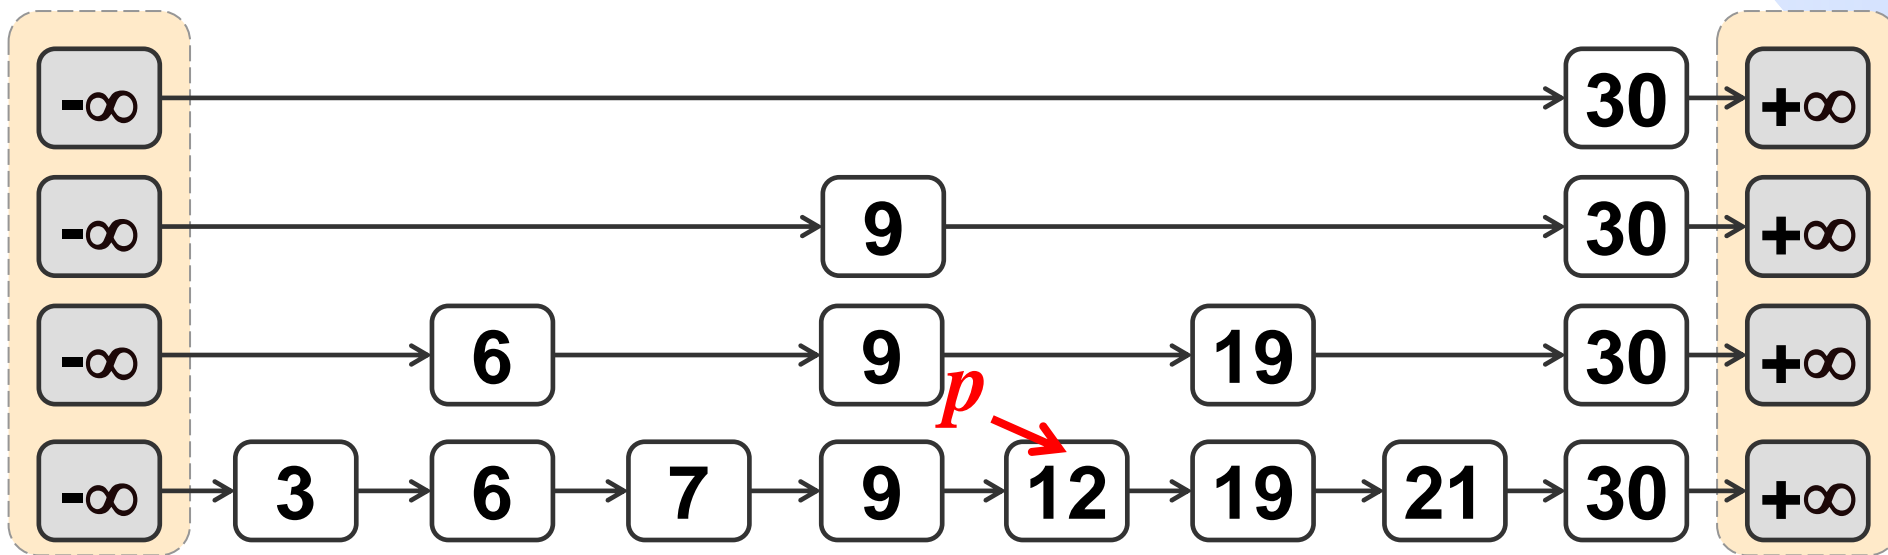 -∞ 30 +∞
-∞ 9 30 +∞
-∞ 6 9 19 30 +∞
p
-∞ 3 6 7 9 12 19 21 30 +∞